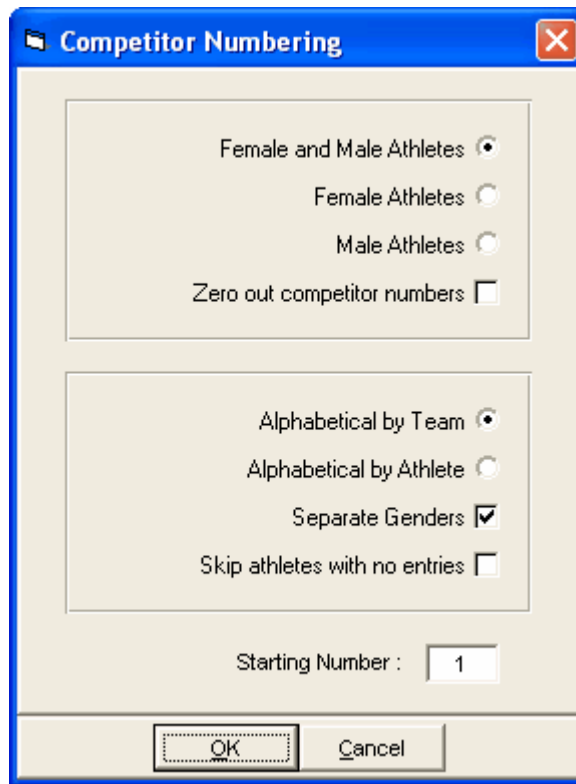 Competitor Numbering
Female and Male Athletes
Female Athletes
Male Athletes
Zero out competitor numbers
Alphabetical by Team
Alphabetical by Athlete
Separate Genders
Skip athletes with no entries
Starting Number : 1
OK Cancel